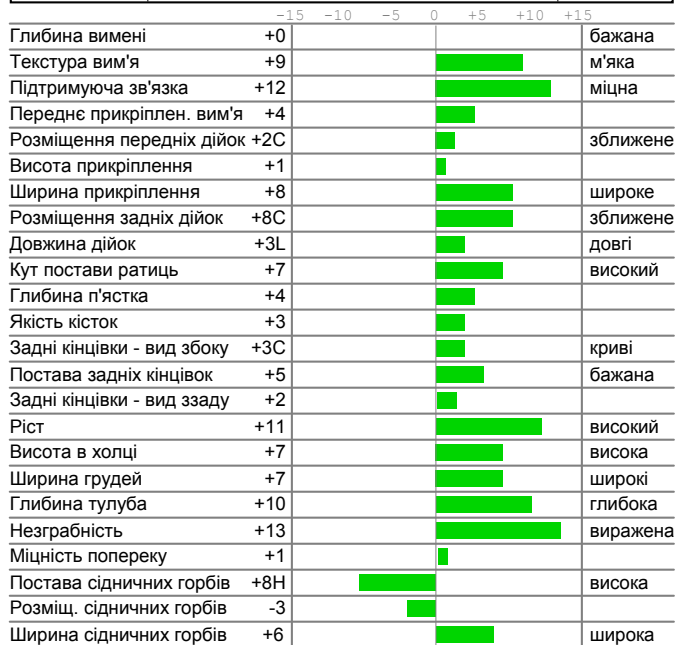 -15 -10 -5 0 +5 +10 +15
Глибина вимені +0 бажана
Текстура вим'я +9 м'яка
Підтримуюча зв'язка +12 міцна
Переднє прикріплен. вим'я +4
Розміщення передніх дійок +2C зближене
Висота прикріплення +1
Ширина прикріплення +8 широке
Розміщення задніх дійок +8C зближене
Довжина дійок +3L довгі
Кут постави ратиць +7 високий
Глибина п'ястка +4
Якість кісток +3
Задні кінцівки - вид збоку +3C криві
Постава задніх кінцівок +5 бажана
Задні кінцівки - вид ззаду +2
Ріст +11 високий
Висота в холці +7 висока
Ширина грудей +7 широкі
Глибина тулуба +10 глибока
Незграбність +13 виражена
Міцність попереку +1
Постава сідничних горбів +8H висока
Розміщ. сідничних горбів -3
Ширина сідничних горбів +6 широка